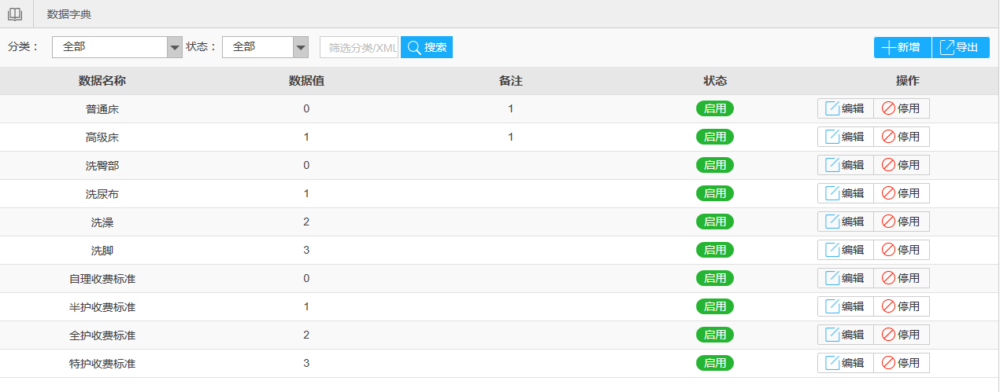 数据字典
分类： 全部 状态： 全部 筛选分类/XML 搜索 新增 导出
数据名称 数据值 备注 状态 操作
普通床 0 1 启用 编辑 停用
高级床 1 1 启用 编辑 停用
洗臀部 0 启用 编辑 停用
洗尿布 1 启用 编辑 停用
洗澡 2 启用 编辑 停用
洗脚 3 启用 编辑 停用
自理收费标准 0 启用 编辑 停用
半护收费标准 1 启用 编辑 停用
全护收费标准 2 启用 编辑 停用
特护收费标准 3 启用 编辑 停用